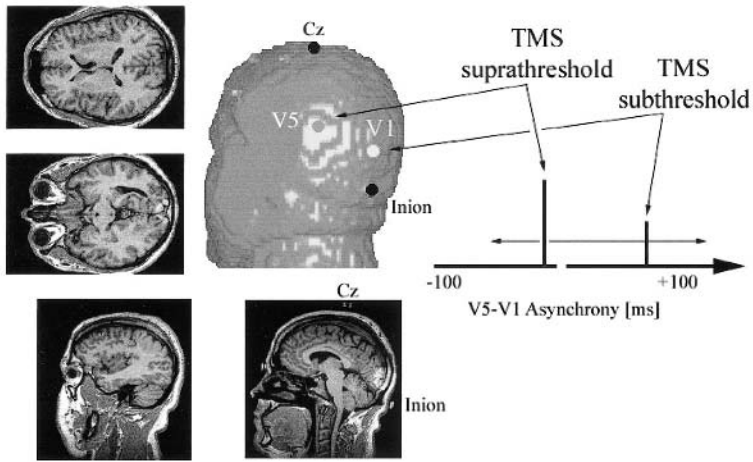 Cz
TMS
suprathreshold
TMS
subthreshold
V5
V1
Inion
-100
+100
V5-V1 Asynchrony [ms]
Cz
Inion